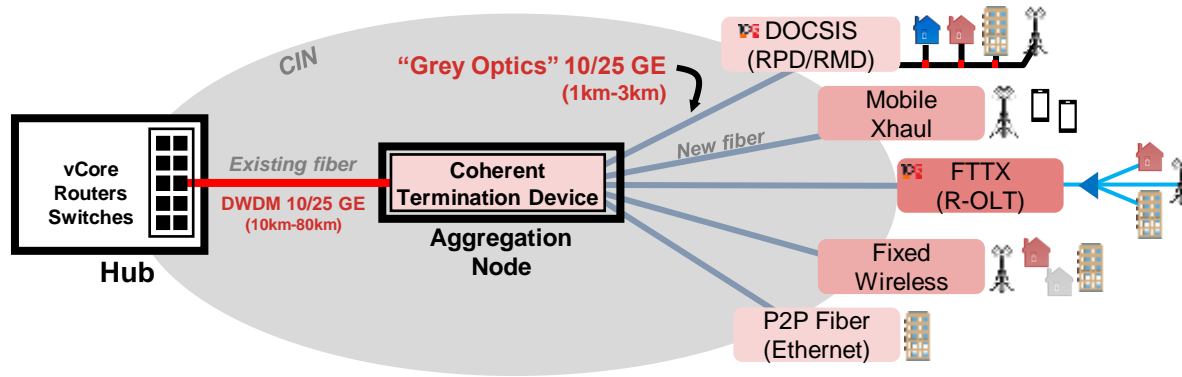 CIN
"Grey Optics" 10/25 GE
(1km-3km)
DOCSIS
(RPD/RMD)
Mobile
Xhaul
vCore
Routers
Switches
Existing fiber
DWDM 10/25 GE
(10km-80km)
Coherent
Termination Device
New fiber
FTTX
(R-OLT)
Hub
Aggregation
Node
Fixed
Wireless
P2P Fiber
(Ethernet)